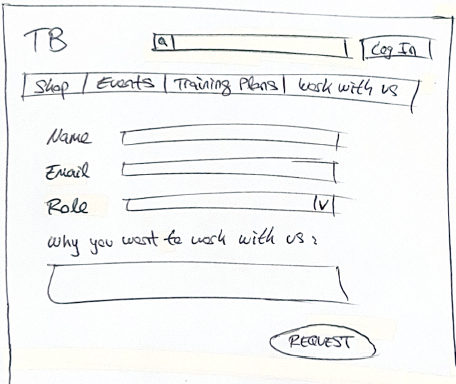 TB Log In
Shop Events Training Plans work with us
Name
Email
Role
why you want to work with us:
REQUEST